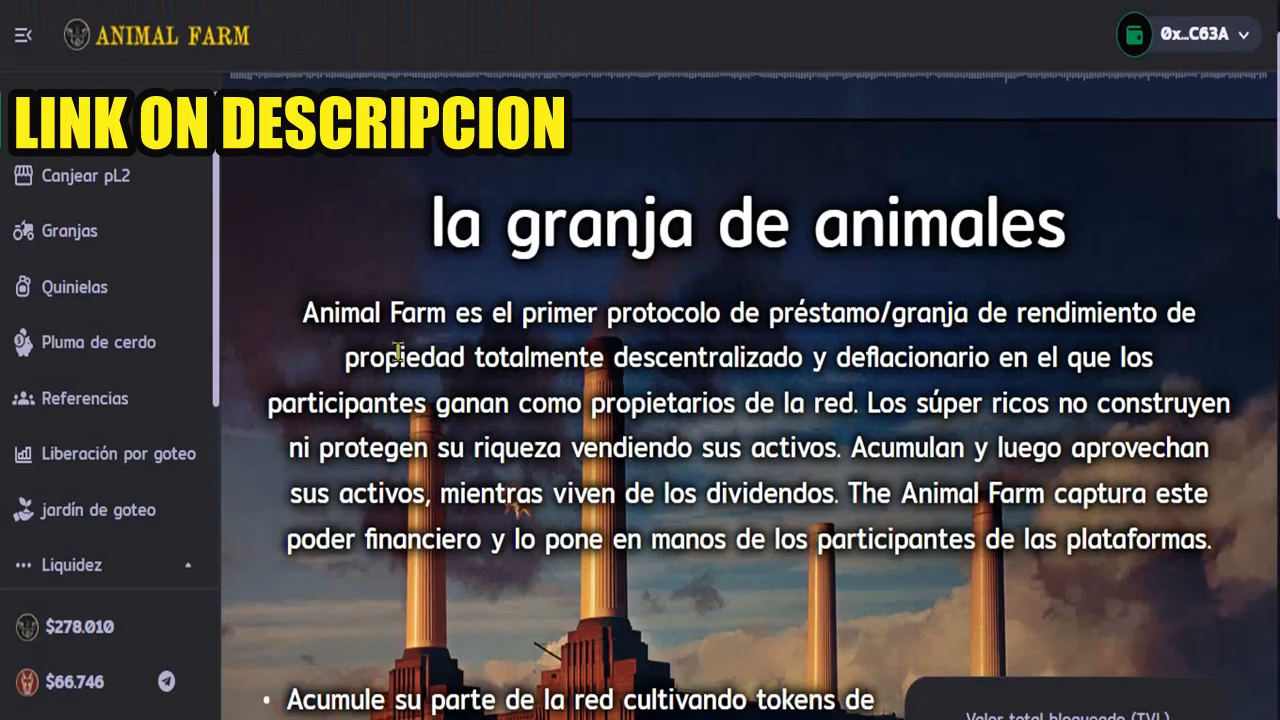 ANIMAL FARM
0x...C63A
LINK ON DESCRIPCION
Canjear pL2
Granjas
Quinielas
Pluma de cerdo
Referencias
Liberación por goteo
jardín de goteo
Liquidez
$278.010
$66.746
la granja de animales
Animal Farm es el primer protocolo de préstamo/granja de rendimiento de
propiedad totalmente descentralizado y deflacionario en el que los
participantes ganan como propietarios de la red. Los súper ricos no construyen
ni protegen su riqueza vendiendo sus activos. Acumulan y luego aprovechan
sus activos, mientras viven de los dividendos. The Animal Farm captura este
poder financiero y lo pone en manos de los participantes de las plataformas.
• Acumule su parte de la red cultivando tokens de
Valor total bloqueado (TVL)